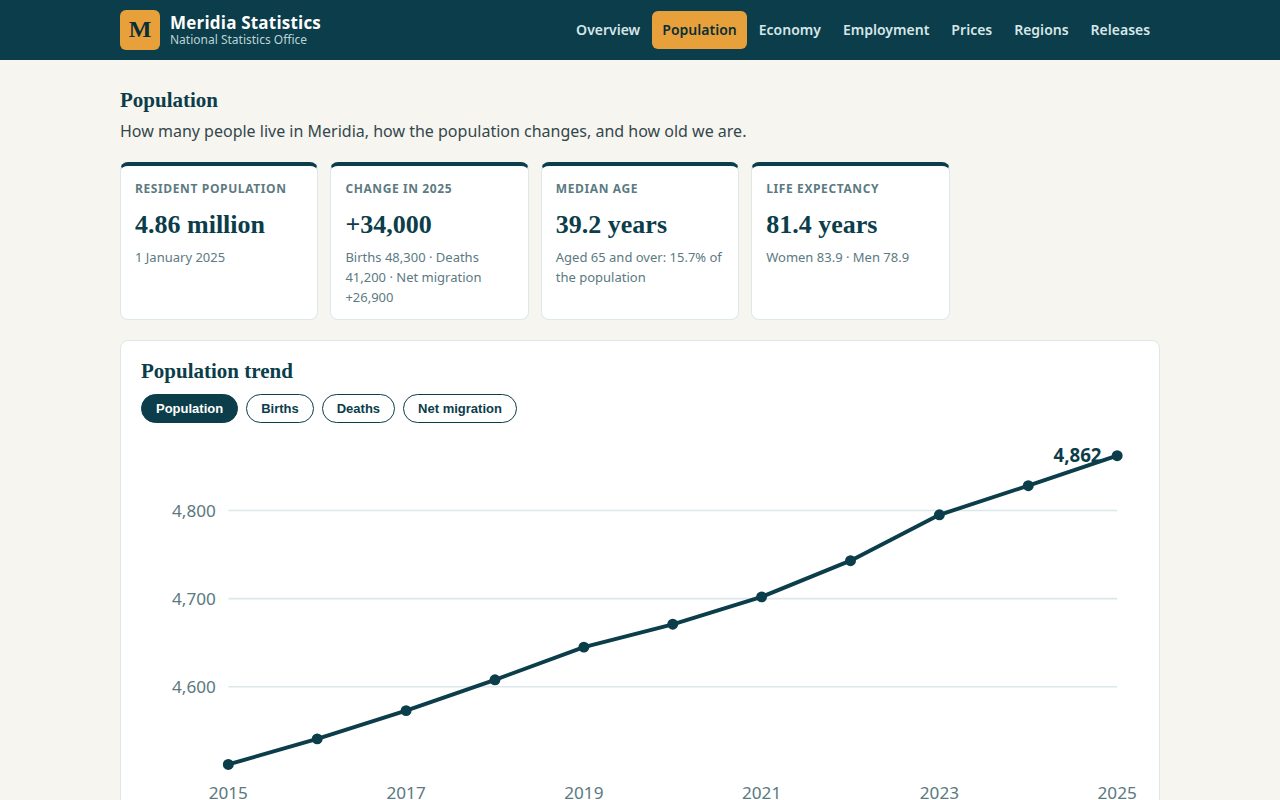 M
Meridia Statistics
National Statistics Office
Overview Population Economy Employment Prices Regions Releases
Population
How many people live in Meridia, how the population changes, and how old we are.
RESIDENT POPULATION
4.86 million
1 January 2025
CHANGE IN 2025
+34,000
Births 48,300 · Deaths
41,200 · Net migration
+26,900
MEDIAN AGE
39.2 years
Aged 65 and over: 15.7% of
the population
LIFE EXPECTANCY
81.4 years
Women 83.9 · Men 78.9
Population trend
Population Births Deaths Net migration
4,862
4,800
4,700
4,600
2015 2017 2019 2021 2023 2025